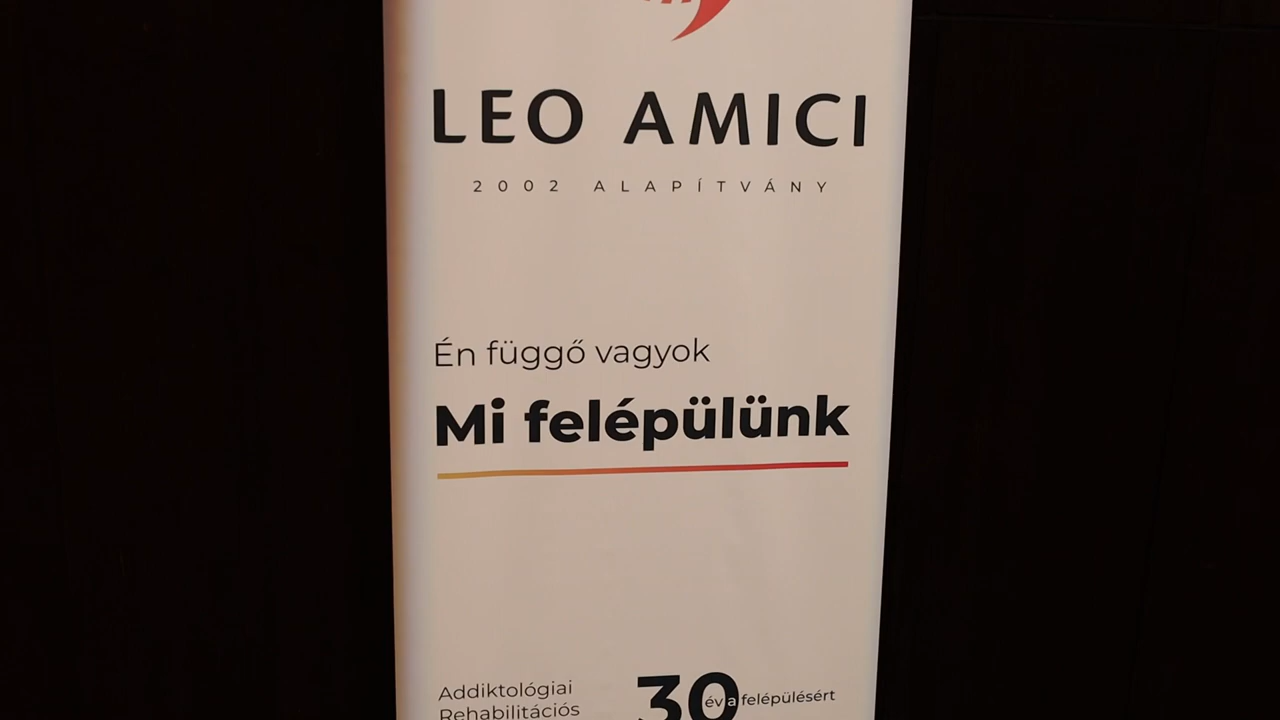 LEO AMICI
2002 ALAPÍTVÁNY
Én függő vagyok
Mi felépülünk
Addiktológiai
Rehabilitációs
30 év a felépülésért